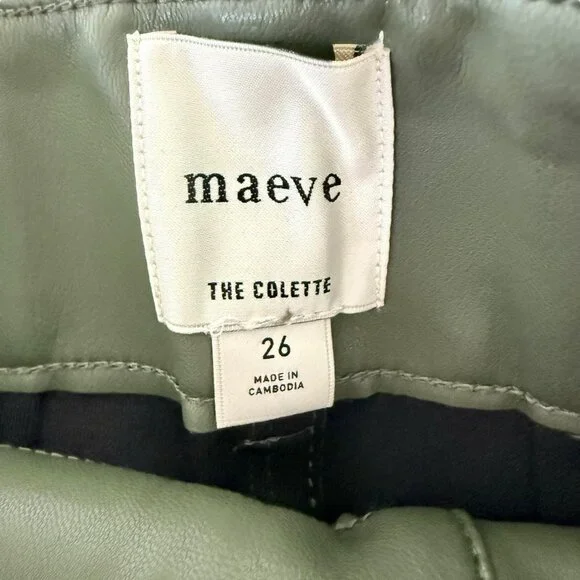 maeve
THE COLETTE
26
MADE IN
CAMBODIA